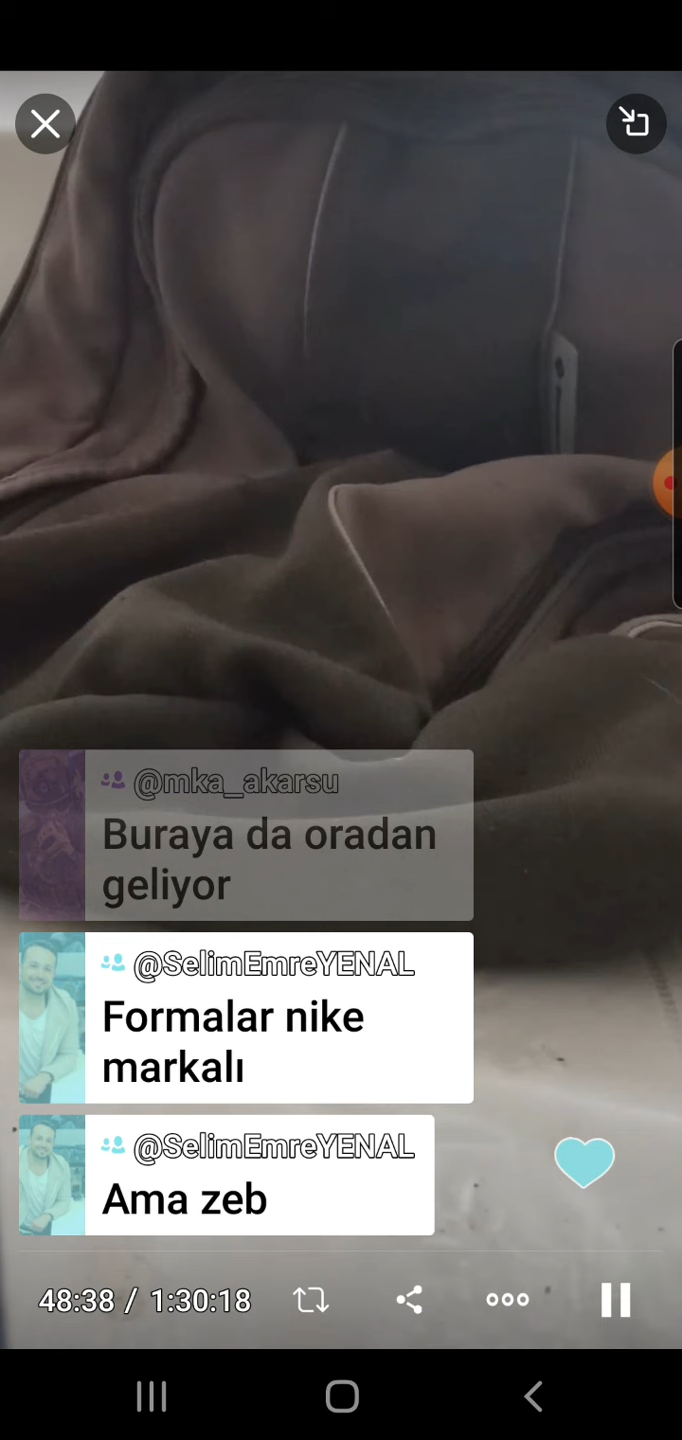 @mka_akarsu
Buraya da oradan
geliyor
@SelimEmreYENAL
Formalar nike
markalı
@SelimEmreYENAL
Ama zeb
48:38 / 1:30:18